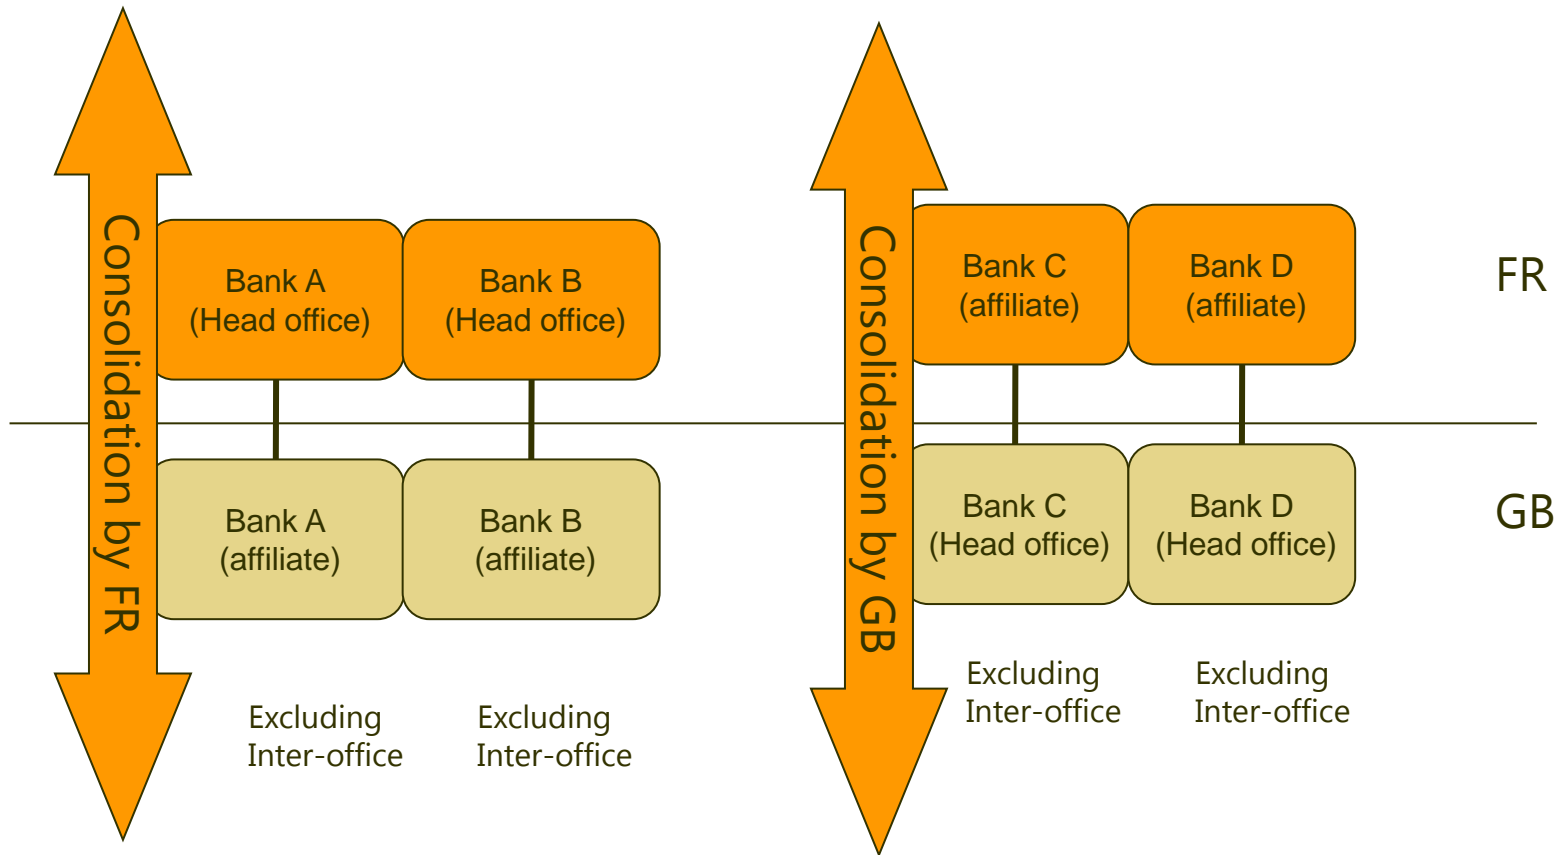 Consolidation by FR
Bank A
(Head office)
Bank B
(Head office)
Bank A
(affiliate)
Bank B
(affiliate)
Excluding
Inter-office
Excluding
Inter-office
Consolidation by GB
Bank C
(affiliate)
Bank D
(affiliate)
Bank C
(Head office)
Bank D
(Head office)
Excluding
Inter-office
Excluding
Inter-office
FR
GB